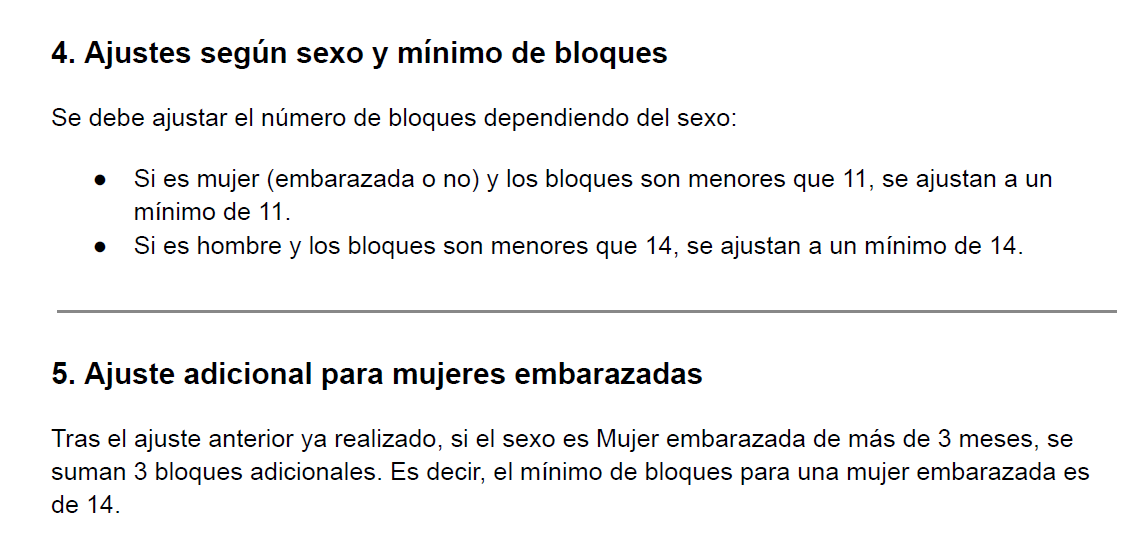 4. Ajustes según sexo y mínimo de bloques
Se debe ajustar el número de bloques dependiendo del sexo:
● Si es mujer (embarazada o no) y los bloques son menores que 11, se ajustan a un
mínimo de 11.
● Si es hombre y los bloques son menores que 14, se ajustan a un mínimo de 14.
5. Ajuste adicional para mujeres embarazadas
Tras el ajuste anterior ya realizado, si el sexo es Mujer embarazada de más de 3 meses, se
suman 3 bloques adicionales. Es decir, el mínimo de bloques para una mujer embarazada es
de 14.